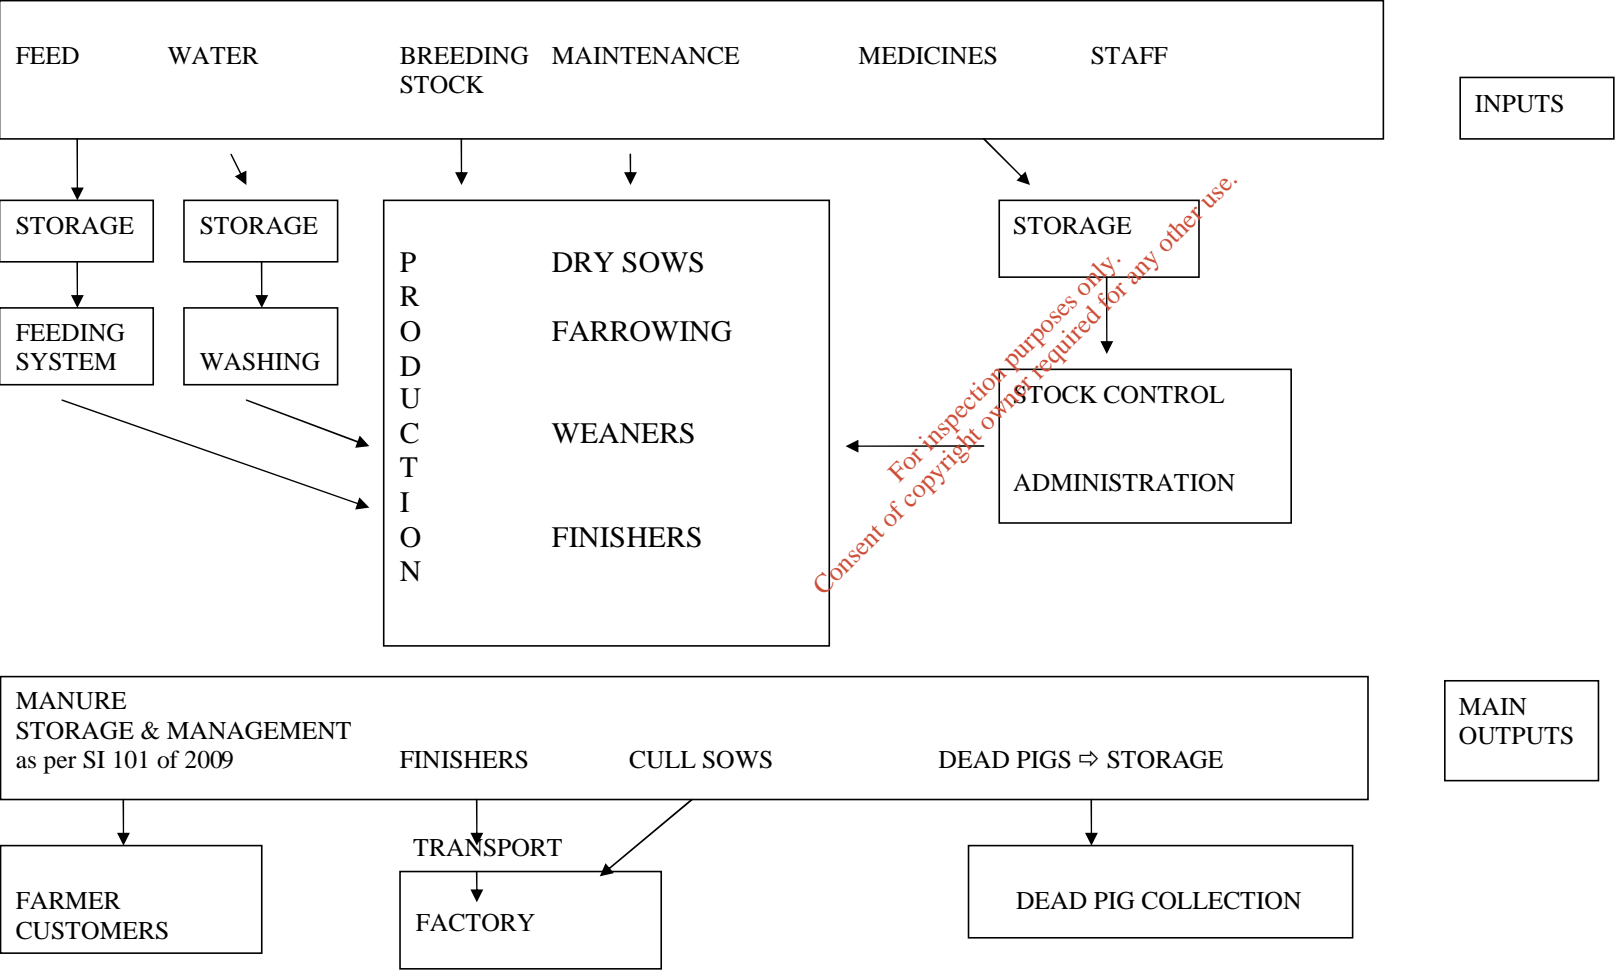 FEED WATER BREEDING MAINTENANCE MEDICINES STAFF
STOCK
INPUTS
STORAGE
STORAGE
STORAGE
FEEDING
SYSTEM
WASHING
PRODUCTION
DRY SOWS
FARROWING
WEANERS
FINISHERS
STOCK CONTROL
ADMINISTRATION
For inspection purposes only.
Consent of copyright owner required for any other use.
MANURE
STORAGE & MANAGEMENT
as per SI 101 of 2009 FINISHERS CULL SOWS DEAD PIGS ⇨ STORAGE
MAIN
OUTPUTS
TRANSPORT
FARMER
CUSTOMERS
FACTORY
DEAD PIG COLLECTION